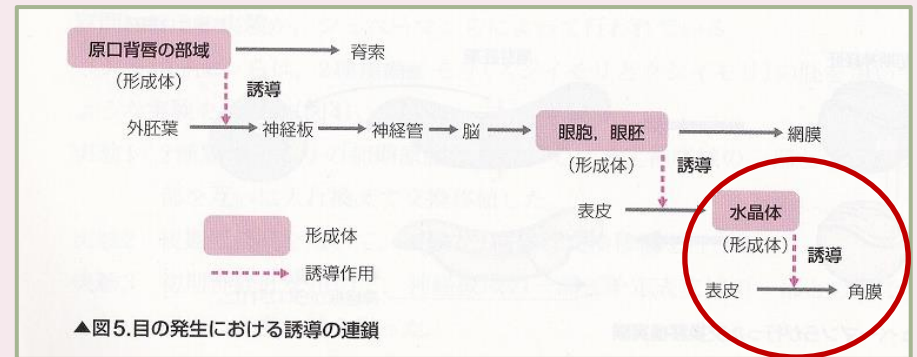 原口背唇の部域
脊索
(形成体)
誘導
外胚葉
神経板
神経管
脳
眼胞，眼胚
網膜
(形成体)
誘導
表皮
水晶体
(形成体)
誘導
表皮
角膜
形成体
誘導作用
▲図5.目の発生における誘導の連鎖